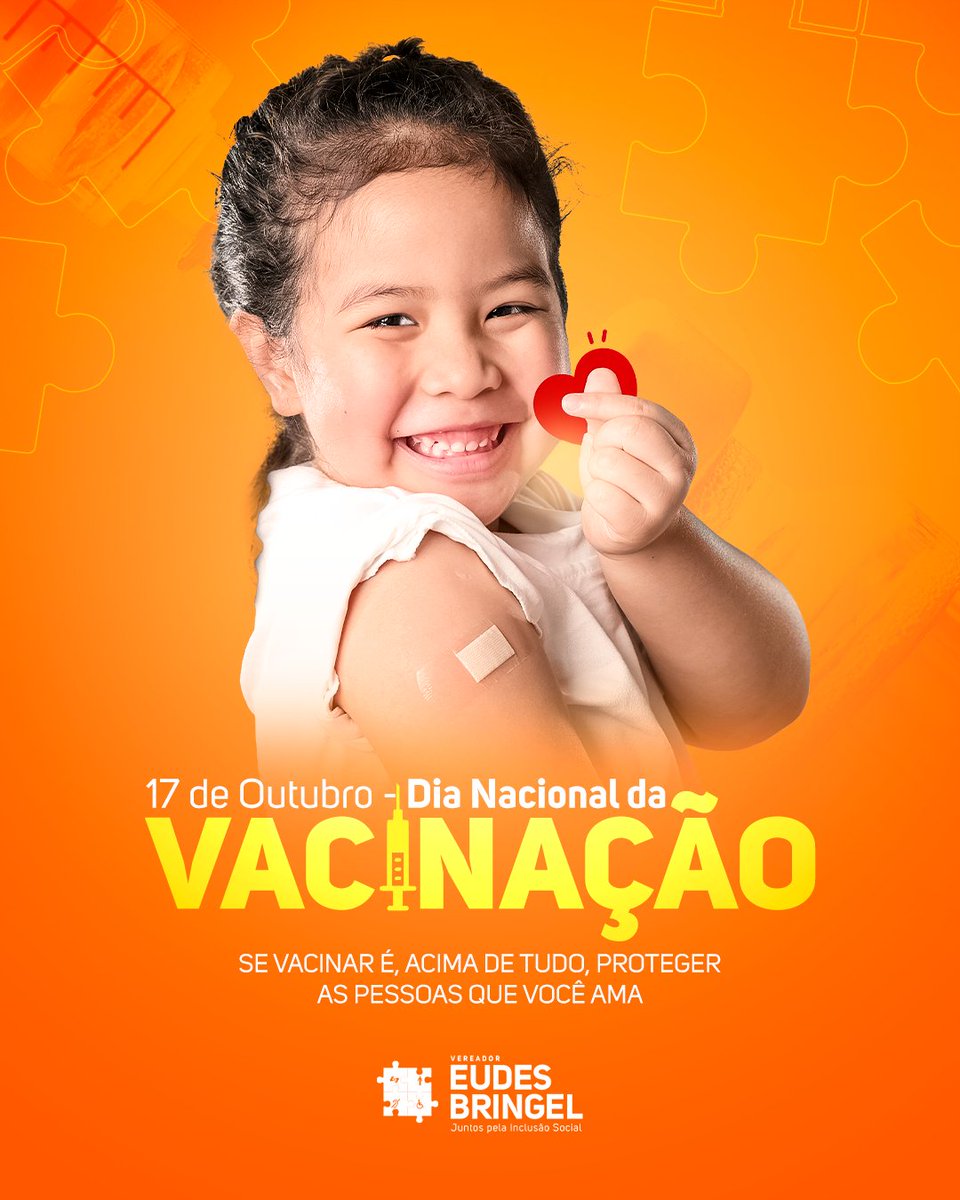 17 de Outubro - Dia Nacional da
VACINAÇÃO
SE VACINAR É, ACIMA DE TUDO, PROTEGER
AS PESSOAS QUE VOCÊ AMA
VEREADOR
EUDES
BRINGEL
Juntos pela Inclusão Social